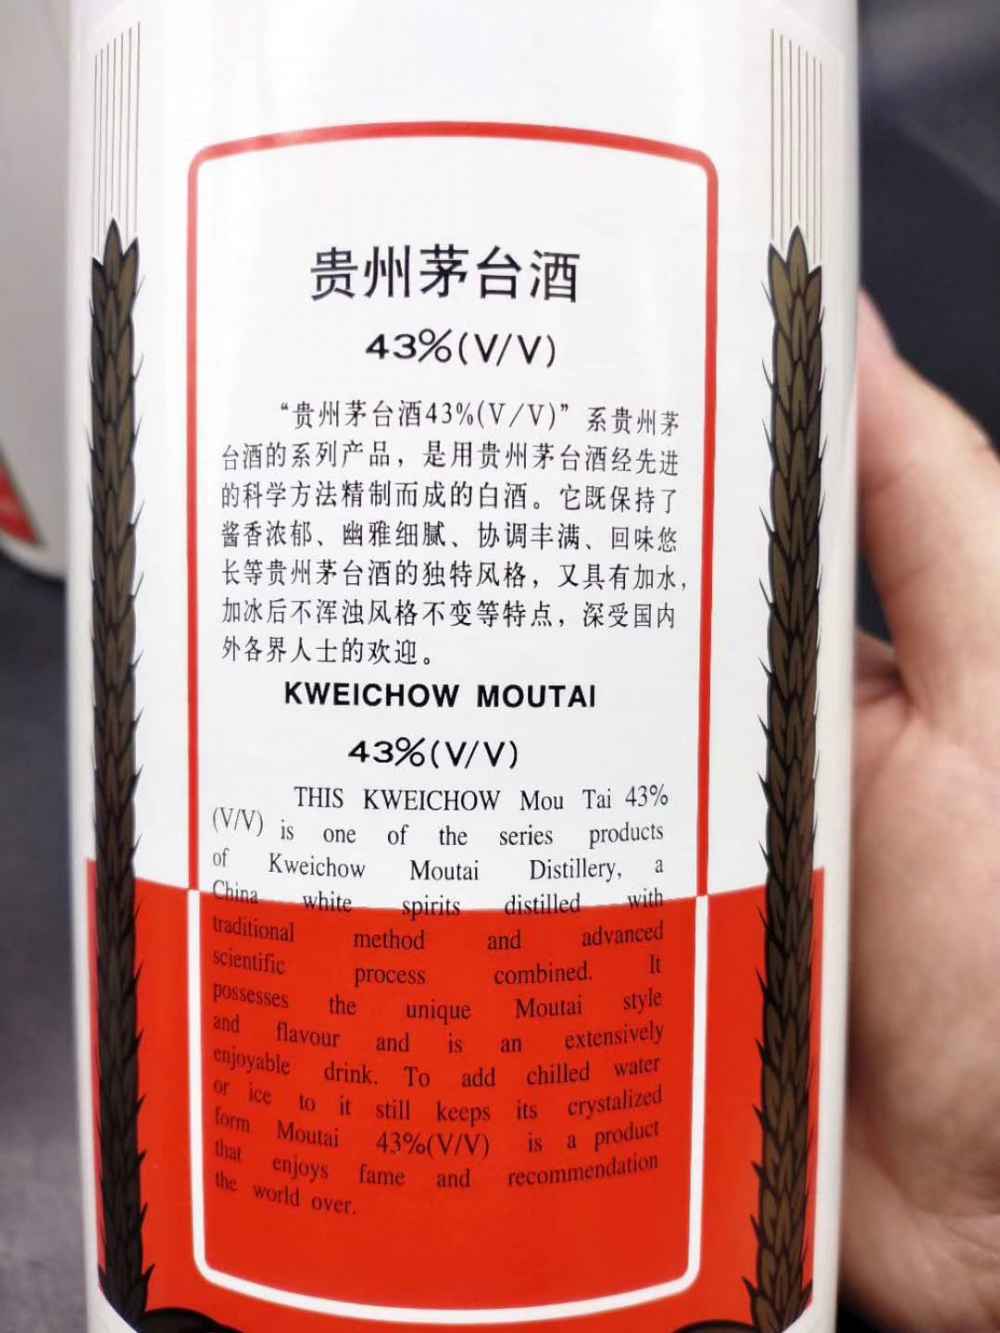 贵州茅台酒
43%(V/V)
“贵州茅台酒43%(V/V)”系贵州茅
台酒的系列产品，是用贵州茅台酒经先进
的科学方法精制而成的白酒。它既保持了
酱香浓郁、幽雅细腻、协调丰满、回味悠
长等贵州茅台酒的独特风格，又具有加水，
加冰后不浑浊风格不变等特点，深受国内
外各界人士的欢迎。
KWEICHOW MOUTAI
43%(V/V)
THIS KWEICHOW Mou Tai 43%
(V/V) is one of the series products
of Kweichow Moutai Distillery, a
China white spirits distilled with
traditional method and advanced
scientific process combined. It
possesses the unique Moutai style
and flavour and is an extensively
enjoyable drink. To add chilled water
or ice to it still keeps its crystalized
form Moutai 43%(V/V) is a product
that enjoys fame and recommendation
the world over.